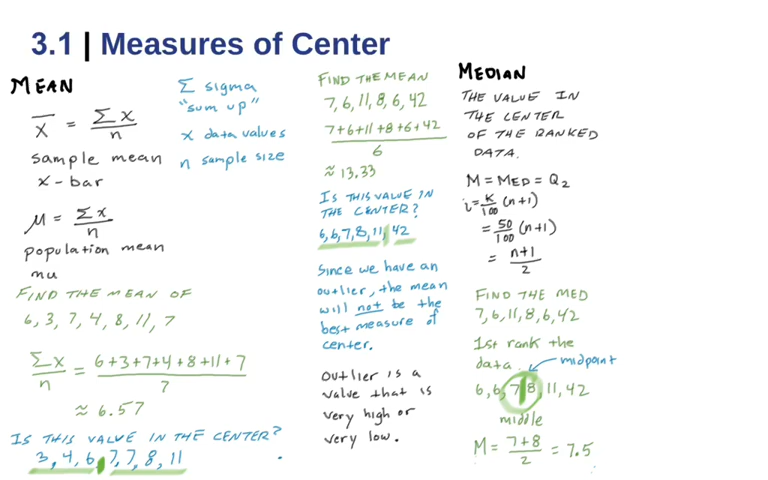 3.1 | Measures of Center
MEAN
x̄ = Σx/n
sample mean
x-bar
μ = Σx/n
population mean
mu
FIND THE MEAN OF
6, 3, 7, 4, 8, 11, 7
Σx/n = (6+3+7+4+8+11+7)/7
≈ 6.57
IS THIS VALUE IN THE CENTER?
3, 4, 6, 7, 7, 8, 11
Σ sigma
"sum up"
x data values
n sample size
FIND THE MEAN
7, 6, 11, 8, 6, 42
(7+6+11+8+6+42)/6
≈ 13.33
IS THIS VALUE IN
THE CENTER?
6, 6, 7, 8, 11, 42
Since we have an
outlier, the mean
will not be the
best measure of
center.
Outlier is a
value that is
very high or
very low.
MEDIAN
THE VALUE IN
THE CENTER
OF THE RANKED
DATA.
M = MED = Q₂
i = K/100 (n+1)
= 50/100 (n+1)
= (n+1)/2
FIND THE MED
7, 6, 11, 8, 6, 42
1st rank the
data.
midpoint
6, 6, 7, 8, 11, 42
middle
M = (7+8)/2 = 7.5